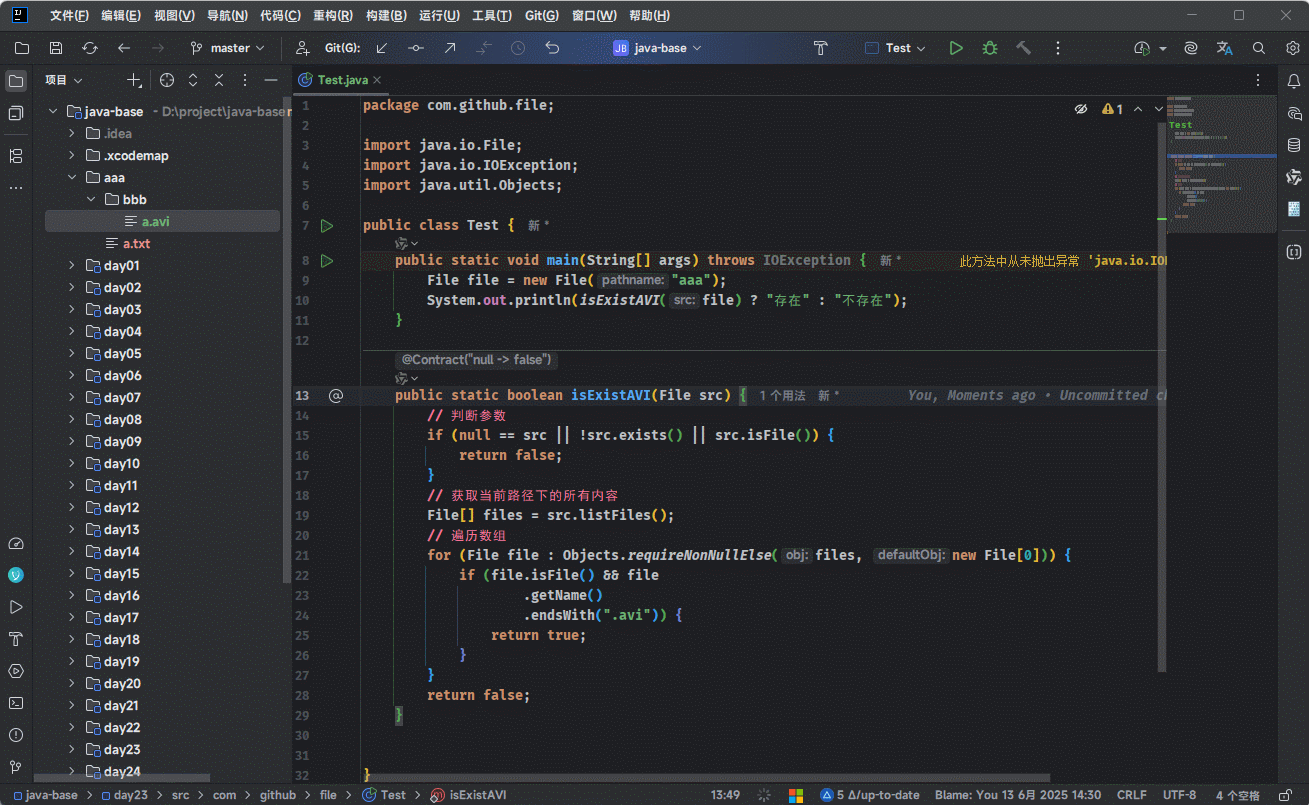 文件(F) 编辑(E) 视图(V) 导航(N) 代码(C) 重构(R) 构建(B) 运行(U) 工具(T) Git(G) 窗口(W) 帮助(H)
master Git(G): JB java-base Test
项目
Test.java
java-base - D:\project\java-base
.idea
.xcodemap
aaa
bbb
a.avi
a.txt
day01
day02
day03
day04
day05
day06
day07
day08
day09
day10
day11
day12
day13
day14
day15
day16
day17
day18
day19
day20
day21
day22
day23
day24
1 package com.github.file;
1
2
3 import java.io.File;
4 import java.io.IOException;
5 import java.util.Objects;
6
7 public class Test { 新 *
8 public static void main(String[] args) throws IOException { 新 * 此方法中从未抛出异常 'java.io.IOE
9 File file = new File( pathname: "aaa");
10 System.out.println(isExistAVI( src: file) ? "存在" : "不存在");
11 }
12
@Contract("null -> false")
13 @ public static boolean isExistAVI(File src) { 1 个用法 新 * You, Moments ago • Uncommitted ch
14 // 判断参数
15 if (null == src || !src.exists() || src.isFile()) {
16 return false;
17 }
18 // 获取当前路径下的所有内容
19 File[] files = src.listFiles();
20 // 遍历数组
21 for (File file : Objects.requireNonNullElse( obj: files, defaultObj: new File[0])) {
22 if (file.isFile() && file
23 .getName()
24 .endsWith(".avi")) {
25 return true;
26 }
27 }
28 return false;
29 }
30
31
32 }
Test
java-base > day23 > src > com > github > file > Test > isExistAVI 13:49 5 Δ/up-to-date Blame: You 13 6月 2025 14:30 CRLF UTF-8 4 个空格